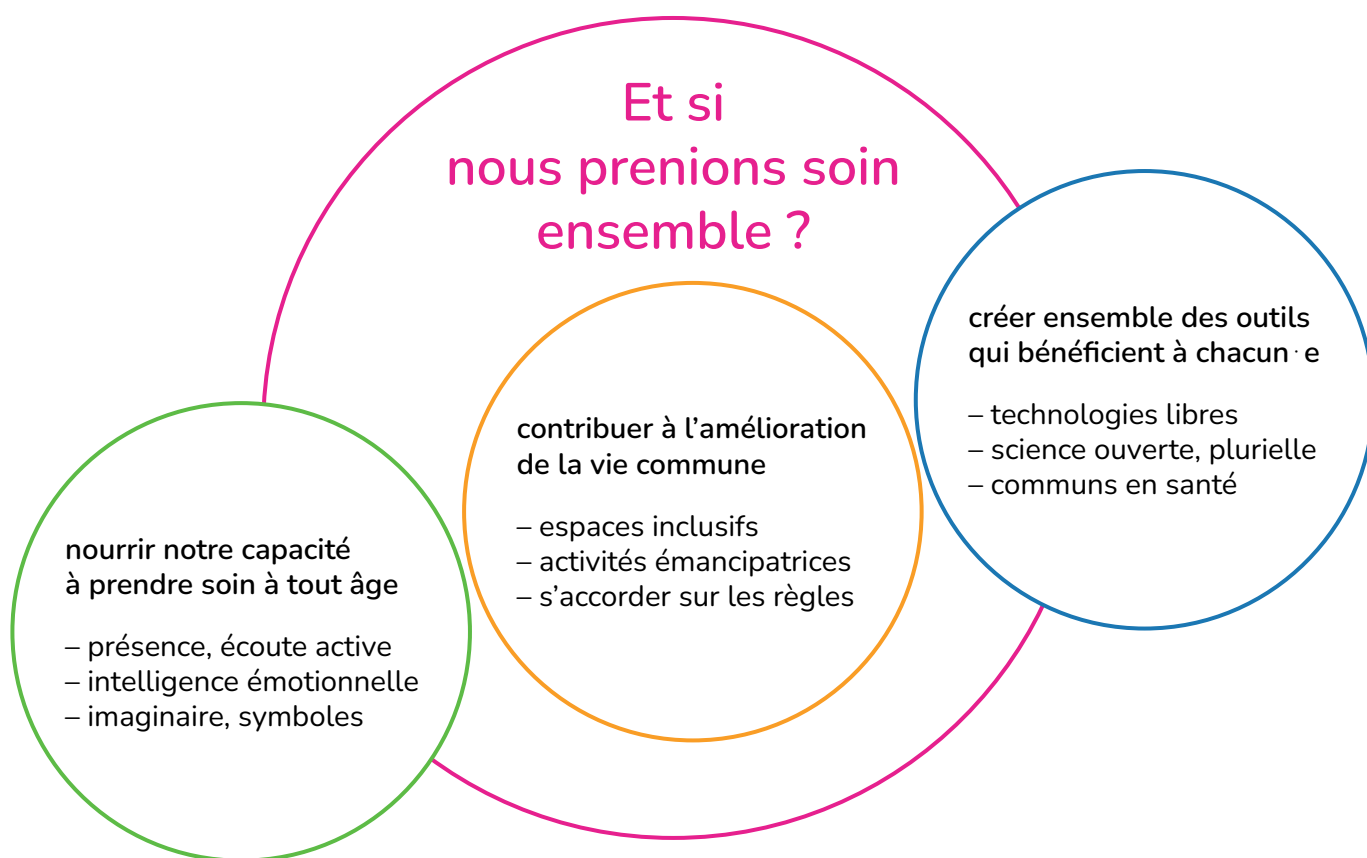 Et si
nous prenions soin
ensemble ?
nourrir notre capacité
à prendre soin à tout âge
– présence, écoute active
– intelligence émotionnelle
– imaginaire, symboles
contribuer à l’amélioration
de la vie commune
– espaces inclusifs
– activités émancipatrices
– s’accorder sur les règles
créer ensemble des outils
qui bénéficient à chacun·e
– technologies libres
– science ouverte, plurielle
– communs en santé